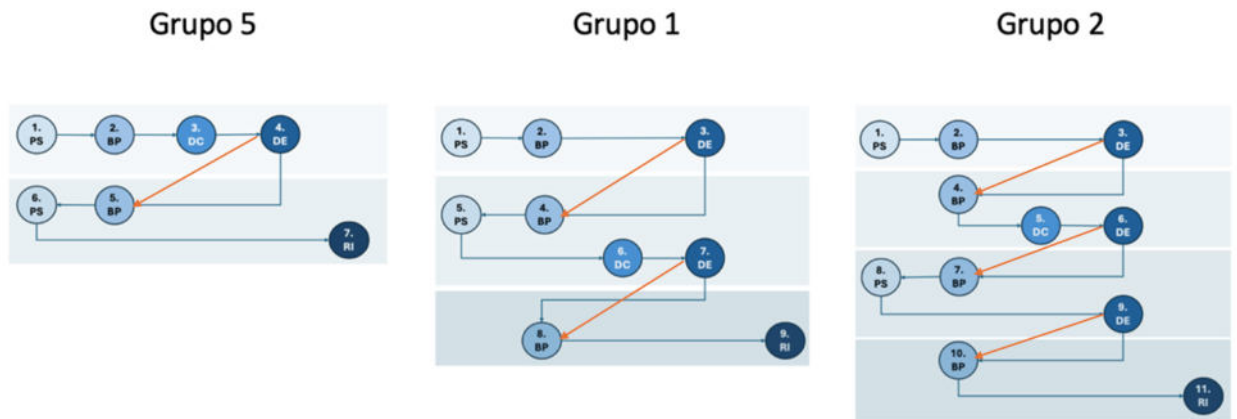 Grupo 5
1.
PS
2.
BP
3.
DC
4.
DE
6.
PS
5.
BP
7.
RI
Grupo 1
1.
PS
2.
BP
3.
DE
5.
PS
4.
BP
6.
DC
7.
DE
8.
BP
9.
RI
Grupo 2
1.
PS
2.
BP
3.
DE
4.
BP
5.
DC
6.
DE
8.
PS
7.
BP
9.
DE
10.
BP
11.
RI